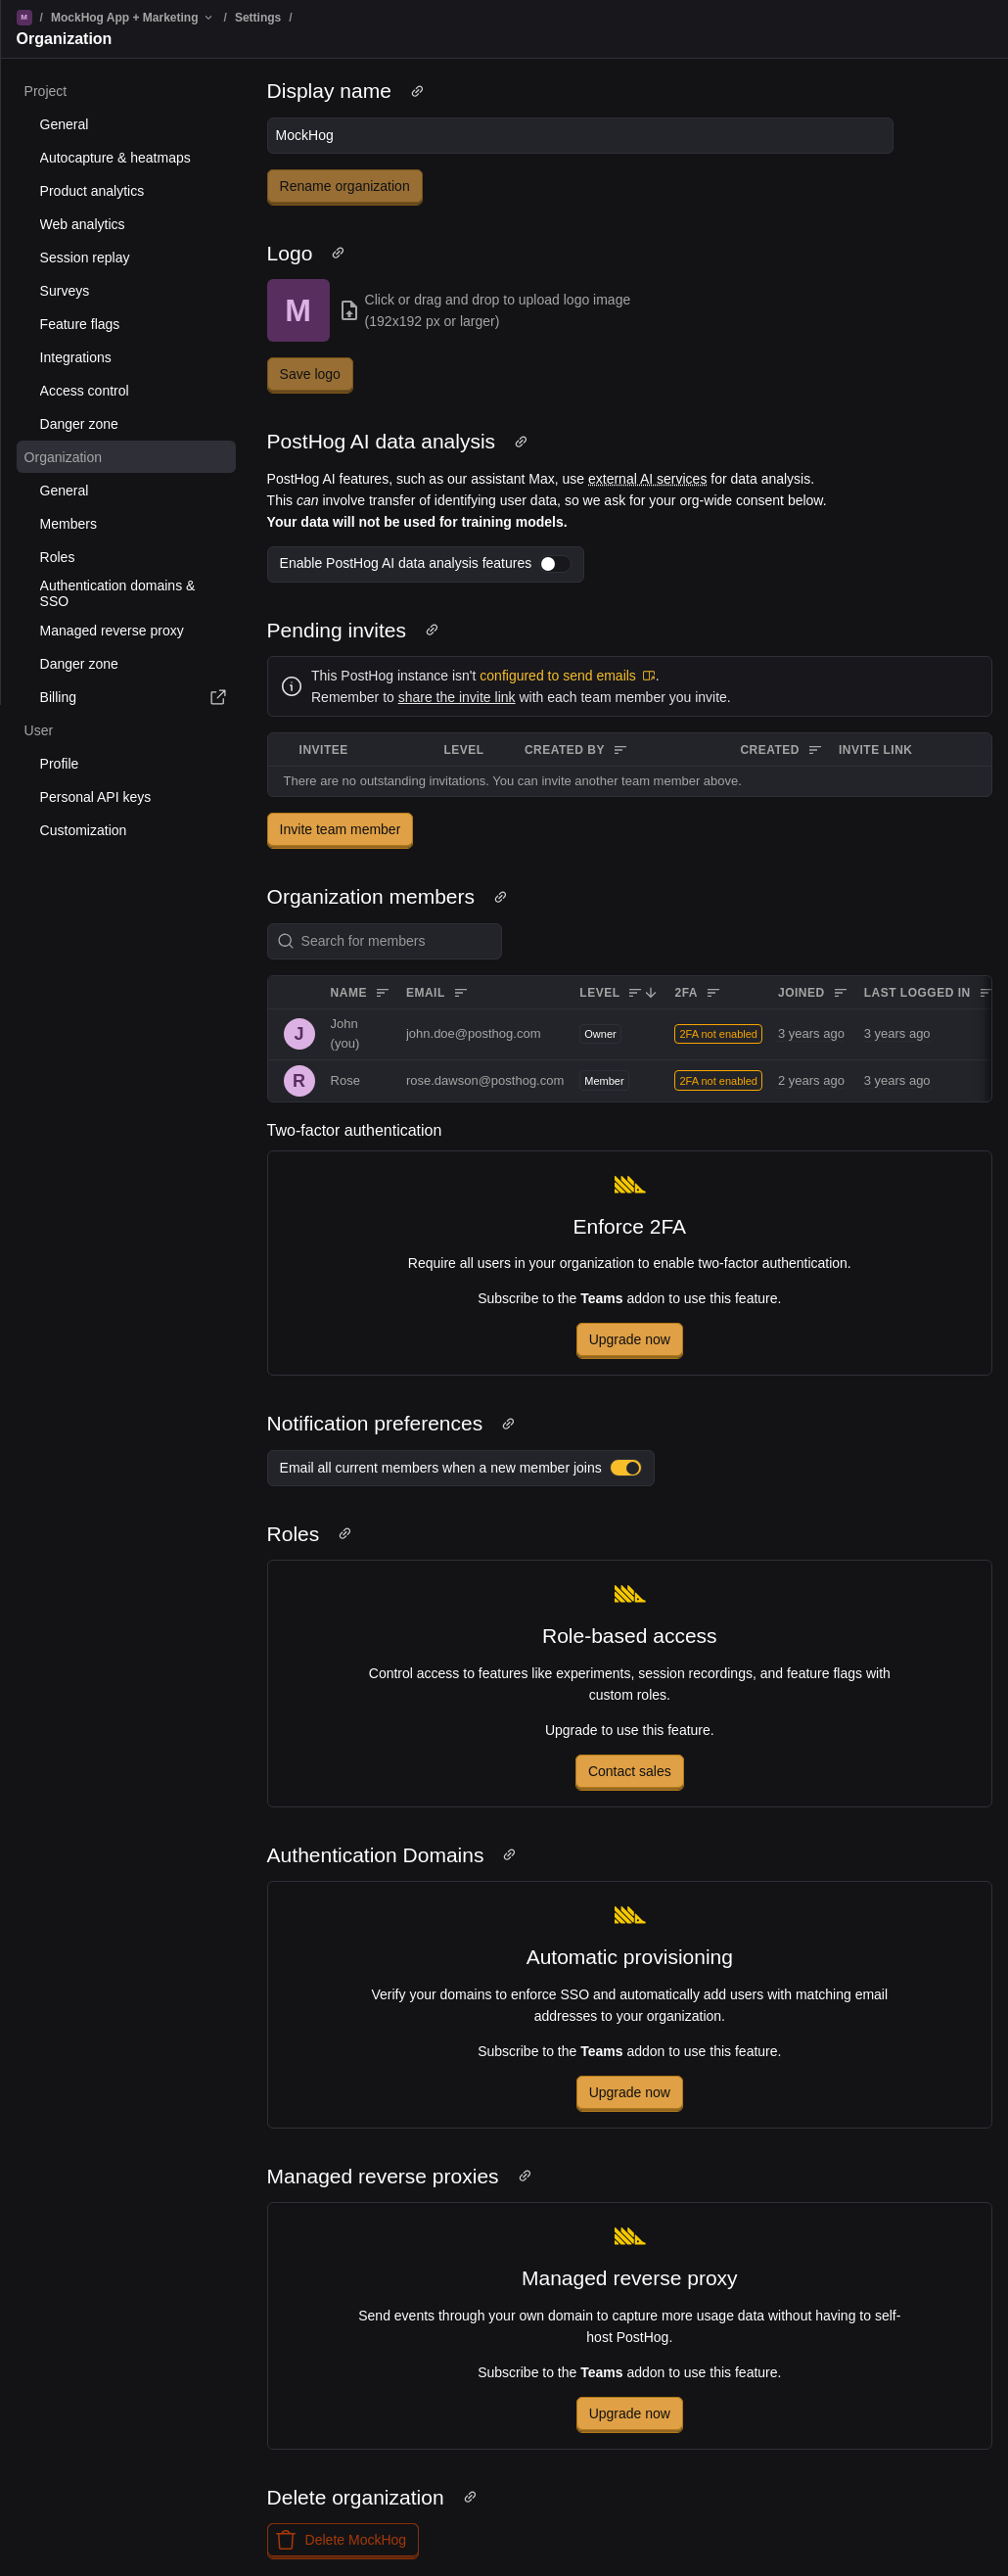 M / MockHog App + Marketing / Settings /
Organization
Project
General
Autocapture & heatmaps
Product analytics
Web analytics
Session replay
Surveys
Feature flags
Integrations
Access control
Danger zone
Organization
General
Members
Roles
Authentication domains &
SSO
Managed reverse proxy
Danger zone
Billing
User
Profile
Personal API keys
Customization
Display name
MockHog
Rename organization
Logo
M
Click or drag and drop to upload logo image
(192x192 px or larger)
Save logo
PostHog AI data analysis
PostHog AI features, such as our assistant Max, use external AI services for data analysis.
This can involve transfer of identifying user data, so we ask for your org-wide consent below.
Your data will not be used for training models.
Enable PostHog AI data analysis features
Pending invites
This PostHog instance isn't configured to send emails .
Remember to share the invite link with each team member you invite.
INVITEE LEVEL CREATED BY CREATED INVITE LINK
There are no outstanding invitations. You can invite another team member above.
Invite team member
Organization members
Search for members
NAME EMAIL LEVEL 2FA JOINED LAST LOGGED IN
J John
(you) john.doe@posthog.com Owner 2FA not enabled 3 years ago 3 years ago
R Rose rose.dawson@posthog.com Member 2FA not enabled 2 years ago 3 years ago
Two-factor authentication
Enforce 2FA
Require all users in your organization to enable two-factor authentication.
Subscribe to the Teams addon to use this feature.
Upgrade now
Notification preferences
Email all current members when a new member joins
Roles
Role-based access
Control access to features like experiments, session recordings, and feature flags with
custom roles.
Upgrade to use this feature.
Contact sales
Authentication Domains
Automatic provisioning
Verify your domains to enforce SSO and automatically add users with matching email
addresses to your organization.
Subscribe to the Teams addon to use this feature.
Upgrade now
Managed reverse proxies
Managed reverse proxy
Send events through your own domain to capture more usage data without having to self-
host PostHog.
Subscribe to the Teams addon to use this feature.
Upgrade now
Delete organization
Delete MockHog